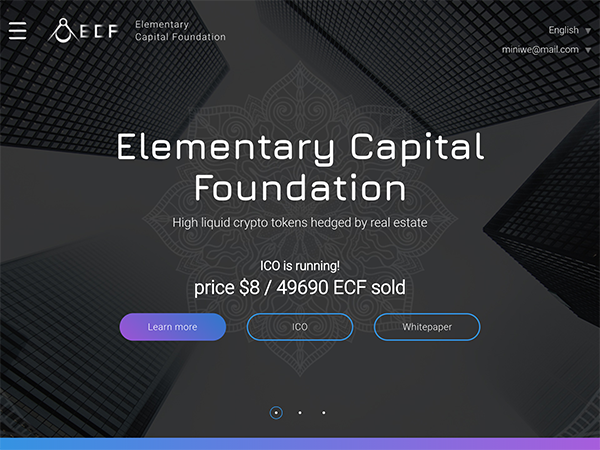 ECF
Elementary
Capital Foundation
English
miniwe@mail.com
Elementary Capital
Foundation
High liquid crypto tokens hedged by real estate
ICO is running!
price $8 / 49690 ECF sold
Learn more
ICO
Whitepaper